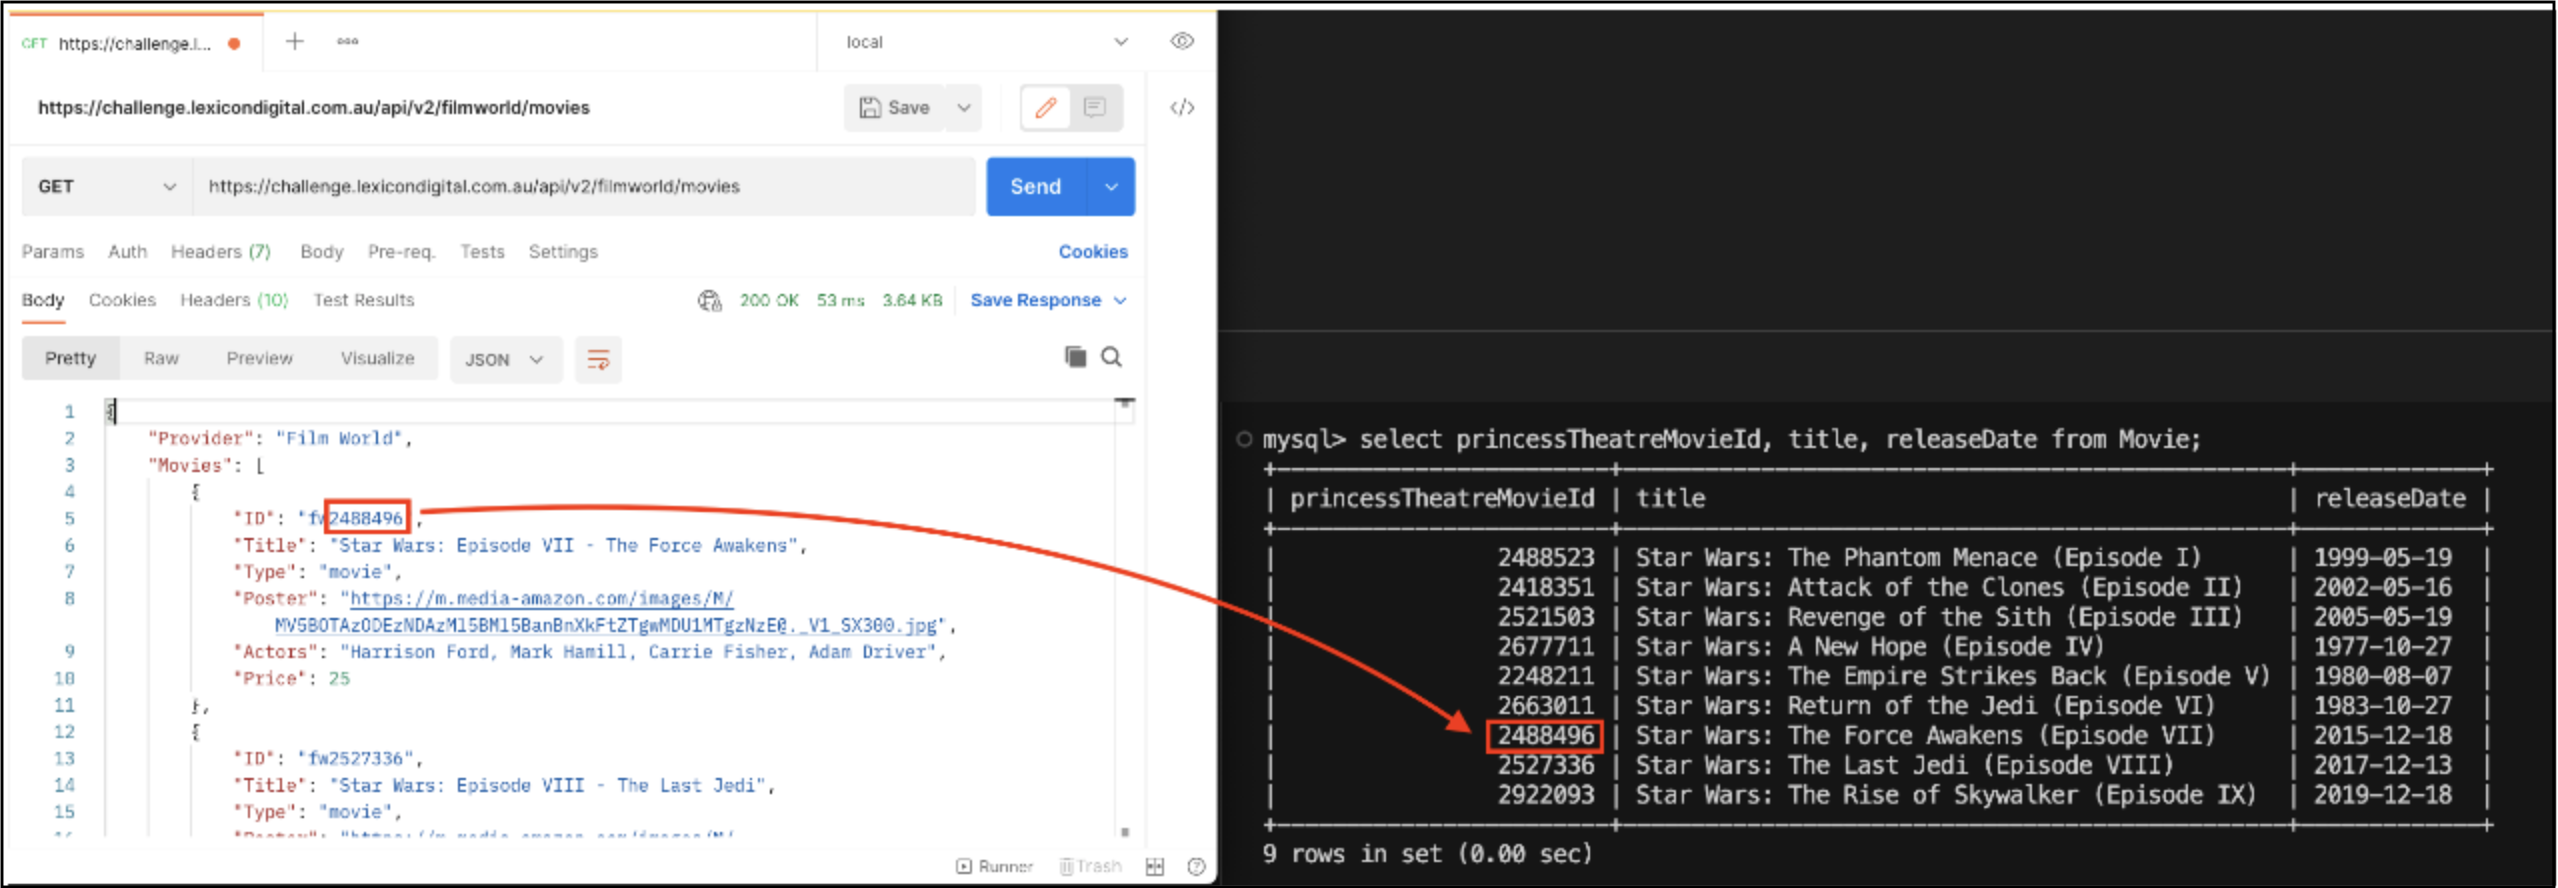 GET https://challenge.l...
local
https://challenge.lexicondigital.com.au/api/v2/filmworld/movies
Save
GET
https://challenge.lexicondigital.com.au/api/v2/filmworld/movies
Send
Params Auth Headers (7) Body Pre-req. Tests Settings Cookies
Body Cookies Headers (10) Test Results 200 OK 53 ms 3.64 KB Save Response
Pretty Raw Preview Visualize JSON
1 {
2 "Provider": "Film World",
3 "Movies": [
4 {
5 "ID": "fw2488496",
6 "Title": "Star Wars: Episode VII - The Force Awakens",
7 "Type": "movie",
8 "Poster": "https://m.media-amazon.com/images/M/
MV5BOTAzODEzNDAzMl5BMl5BanBnXkFtZTgwMDU1MTgzNzE@._V1_SX300.jpg",
9 "Actors": "Harrison Ford, Mark Hamill, Carrie Fisher, Adam Driver",
10 "Price": 25
11 },
12 {
13 "ID": "fw2527336",
14 "Title": "Star Wars: Episode VIII - The Last Jedi",
15 "Type": "movie",
Runner Trash
mysql> select princessTheatreMovieId, title, releaseDate from Movie;
| princessTheatreMovieId | title | releaseDate |
| 2488523 | Star Wars: The Phantom Menace (Episode I) | 1999-05-19 |
| 2418351 | Star Wars: Attack of the Clones (Episode II) | 2002-05-16 |
| 2521503 | Star Wars: Revenge of the Sith (Episode III) | 2005-05-19 |
| 2677711 | Star Wars: A New Hope (Episode IV) | 1977-10-27 |
| 2248211 | Star Wars: The Empire Strikes Back (Episode V) | 1980-08-07 |
| 2663011 | Star Wars: Return of the Jedi (Episode VI) | 1983-10-27 |
| 2488496 | Star Wars: The Force Awakens (Episode VII) | 2015-12-18 |
| 2527336 | Star Wars: The Last Jedi (Episode VIII) | 2017-12-13 |
| 2922093 | Star Wars: The Rise of Skywalker (Episode IX) | 2019-12-18 |
9 rows in set (0.00 sec)